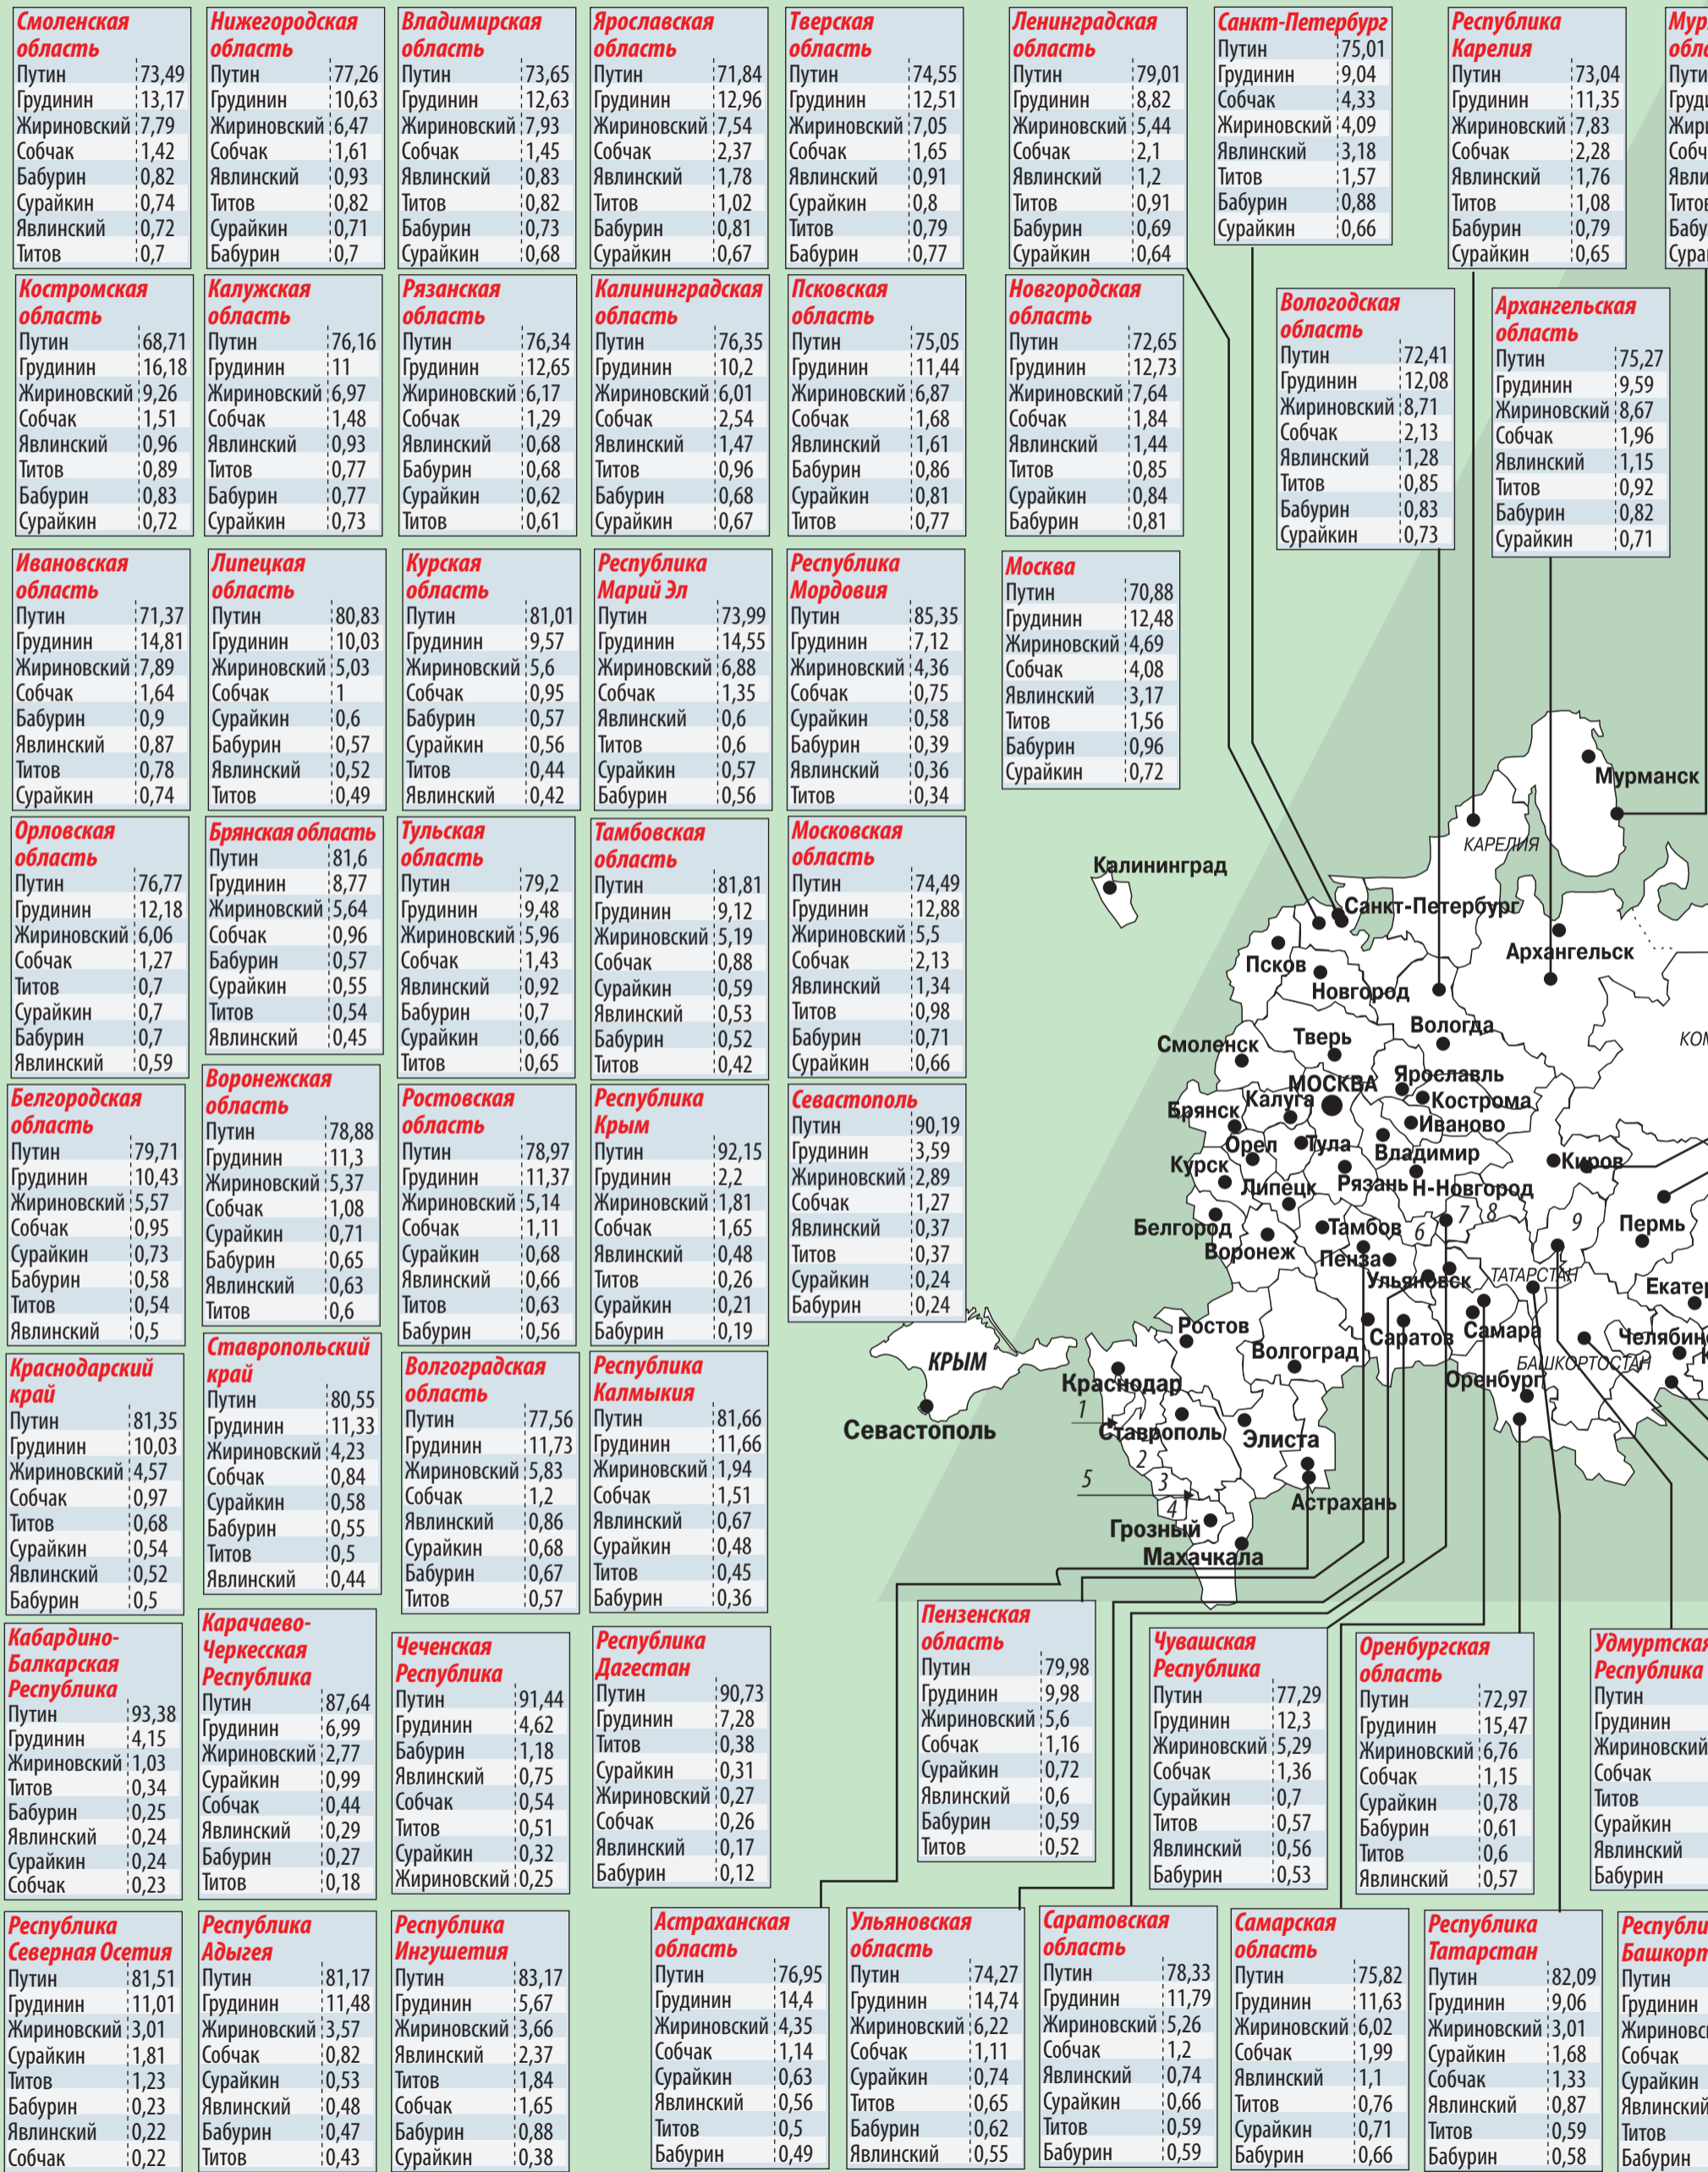 Смоленская
область
Путин 73,49
Грудинин 13,17
Жириновский 7,79
Собчак 1,42
Бабурин 0,82
Сурайкин 0,74
Явлинский 0,72
Титов 0,7
Нижегородская
область
Путин 77,26
Грудинин 10,63
Жириновский 6,47
Собчак 1,61
Явлинский 0,93
Титов 0,82
Сурайкин 0,71
Бабурин 0,7
Владимирская
область
Путин 73,65
Грудинин 12,63
Жириновский 7,93
Собчак 1,45
Явлинский 0,83
Титов 0,82
Бабурин 0,73
Сурайкин 0,68
Ярославская
область
Путин 71,84
Грудинин 12,96
Жириновский 7,54
Собчак 2,37
Явлинский 1,78
Титов 1,02
Бабурин 0,81
Сурайкин 0,67
Тверская
область
Путин 74,55
Грудинин 12,51
Жириновский 7,05
Собчак 1,65
Явлинский 0,91
Сурайкин 0,8
Титов 0,79
Бабурин 0,77
Ленинградская
область
Путин 79,01
Грудинин 8,82
Жириновский 5,44
Собчак 2,1
Явлинский 1,2
Титов 0,91
Бабурин 0,69
Сурайкин 0,64
Санкт-Петербург
Путин 75,01
Грудинин 9,04
Собчак 4,33
Жириновский 4,09
Явлинский 3,18
Титов 1,57
Бабурин 0,88
Сурайкин 0,66
Республика
Карелия
Путин 73,04
Грудинин 11,35
Жириновский 7,83
Собчак 2,28
Явлинский 1,76
Титов 1,08
Бабурин 0,79
Сурайкин 0,65
Костромская
область
Путин 68,71
Грудинин 16,18
Жириновский 9,26
Собчак 1,51
Явлинский 0,96
Титов 0,89
Бабурин 0,83
Сурайкин 0,72
Калужская
область
Путин 76,16
Грудинин 11
Жириновский 6,97
Собчак 1,48
Явлинский 0,93
Титов 0,77
Бабурин 0,77
Сурайкин 0,73
Рязанская
область
Путин 76,34
Грудинин 12,65
Жириновский 6,17
Собчак 1,29
Явлинский 0,68
Бабурин 0,68
Сурайкин 0,62
Титов 0,61
Калининградская
область
Путин 76,35
Грудинин 10,2
Жириновский 6,01
Собчак 2,54
Явлинский 1,47
Титов 0,96
Бабурин 0,68
Сурайкин 0,67
Псковская
область
Путин 75,05
Грудинин 11,44
Жириновский 6,87
Собчак 1,68
Явлинский 1,61
Бабурин 0,86
Сурайкин 0,81
Титов 0,77
Новгородская
область
Путин 72,65
Грудинин 12,73
Жириновский 7,64
Собчак 1,84
Явлинский 1,44
Титов 0,85
Сурайкин 0,84
Бабурин 0,81
Вологодская
область
Путин 72,41
Грудинин 12,08
Жириновский 8,71
Собчак 2,13
Явлинский 1,28
Титов 0,85
Бабурин 0,83
Сурайкин 0,73
Архангельская
область
Путин 75,27
Грудинин 9,59
Жириновский 8,67
Собчак 1,96
Явлинский 1,15
Титов 0,92
Бабурин 0,82
Сурайкин 0,71
Ивановская
область
Путин 71,37
Грудинин 14,81
Жириновский 7,89
Собчак 1,64
Бабурин 0,9
Явлинский 0,87
Титов 0,78
Сурайкин 0,74
Липецкая
область
Путин 80,83
Грудинин 10,03
Жириновский 5,03
Собчак 1
Сурайкин 0,6
Бабурин 0,57
Явлинский 0,52
Титов 0,49
Курская
область
Путин 81,01
Грудинин 9,57
Жириновский 5,6
Собчак 0,95
Бабурин 0,57
Сурайкин 0,56
Титов 0,44
Явлинский 0,42
Республика
Марий Эл
Путин 73,99
Грудинин 14,55
Жириновский 6,88
Собчак 1,35
Явлинский 0,6
Титов 0,6
Сурайкин 0,57
Бабурин 0,56
Республика
Мордовия
Путин 85,35
Грудинин 7,12
Жириновский 4,36
Собчак 0,75
Сурайкин 0,58
Бабурин 0,39
Явлинский 0,36
Титов 0,34
Москва
Путин 70,88
Грудинин 12,48
Жириновский 4,69
Собчак 4,08
Явлинский 3,17
Титов 1,56
Бабурин 0,96
Сурайкин 0,72
Орловская
область
Путин 76,77
Грудинин 12,18
Жириновский 6,06
Собчак 1,27
Титов 0,7
Сурайкин 0,7
Бабурин 0,7
Явлинский 0,59
Брянская область
Путин 81,6
Грудинин 8,77
Жириновский 5,64
Собчак 0,96
Бабурин 0,57
Сурайкин 0,55
Титов 0,54
Явлинский 0,45
Тульская
область
Путин 79,2
Грудинин 9,48
Жириновский 5,96
Собчак 1,43
Явлинский 0,92
Бабурин 0,7
Сурайкин 0,66
Титов 0,65
Тамбовская
область
Путин 81,81
Грудинин 9,12
Жириновский 5,19
Собчак 0,88
Сурайкин 0,59
Явлинский 0,53
Бабурин 0,52
Титов 0,42
Московская
область
Путин 74,49
Грудинин 12,88
Жириновский 5,5
Собчак 2,13
Явлинский 1,34
Титов 0,98
Бабурин 0,71
Сурайкин 0,66
Белгородская
область
Путин 79,71
Грудинин 10,43
Жириновский 5,57
Собчак 0,95
Сурайкин 0,73
Бабурин 0,58
Титов 0,54
Явлинский 0,5
Воронежская
область
Путин 78,88
Грудинин 11,3
Жириновский 5,37
Собчак 1,08
Сурайкин 0,71
Бабурин 0,65
Явлинский 0,63
Титов 0,6
Ростовская
область
Путин 78,97
Грудинин 11,37
Жириновский 5,14
Собчак 1,11
Сурайкин 0,68
Явлинский 0,66
Титов 0,63
Бабурин 0,56
Республика
Крым
Путин 92,15
Грудинин 2,2
Жириновский 1,81
Собчак 1,65
Явлинский 0,48
Титов 0,26
Сурайкин 0,21
Бабурин 0,19
Севастополь
Путин 90,19
Грудинин 3,59
Жириновский 2,89
Собчак 1,27
Явлинский 0,37
Титов 0,37
Сурайкин 0,24
Бабурин 0,24
Краснодарский
край
Путин 81,35
Грудинин 10,03
Жириновский 4,57
Собчак 0,97
Титов 0,68
Сурайкин 0,54
Явлинский 0,52
Бабурин 0,5
Ставропольский
край
Путин 80,55
Грудинин 11,33
Жириновский 4,23
Собчак 0,84
Сурайкин 0,58
Бабурин 0,55
Титов 0,5
Явлинский 0,44
Волгоградская
область
Путин 77,56
Грудинин 11,73
Жириновский 5,83
Собчак 1,2
Явлинский 0,86
Сурайкин 0,68
Бабурин 0,67
Титов 0,57
Республика
Калмыкия
Путин 81,66
Грудинин 11,66
Жириновский 1,94
Собчак 1,51
Явлинский 0,67
Сурайкин 0,48
Титов 0,45
Бабурин 0,36
Кабардино-
Балкарская
Республика
Путин 93,38
Грудинин 4,15
Жириновский 1,03
Титов 0,34
Бабурин 0,25
Явлинский 0,24
Сурайкин 0,24
Собчак 0,23
Карачаево-
Черкесская
Республика
Путин 87,64
Грудинин 6,99
Жириновский 2,77
Сурайкин 0,99
Собчак 0,44
Явлинский 0,29
Бабурин 0,27
Титов 0,18
Чеченская
Республика
Путин 91,44
Грудинин 4,62
Бабурин 1,18
Явлинский 0,75
Собчак 0,54
Титов 0,51
Сурайкин 0,32
Жириновский 0,25
Республика
Дагестан
Путин 90,73
Грудинин 7,28
Титов 0,38
Сурайкин 0,31
Жириновский 0,27
Собчак 0,26
Явлинский 0,17
Бабурин 0,12
Пензенская
область
Путин 79,98
Грудинин 9,98
Жириновский 5,6
Собчак 1,16
Сурайкин 0,72
Явлинский 0,6
Бабурин 0,59
Титов 0,52
Чувашская
Республика
Путин 77,29
Грудинин 12,3
Жириновский 5,29
Собчак 1,36
Сурайкин 0,7
Титов 0,57
Явлинский 0,56
Бабурин 0,53
Оренбургская
область
Путин 72,97
Грудинин 15,47
Жириновский 6,76
Собчак 1,15
Сурайкин 0,78
Бабурин 0,61
Титов 0,6
Явлинский 0,57
Удмуртская
Республика
Путин
Грудинин
Жириновский
Собчак
Титов
Сурайкин
Явлинский
Бабурин
Республика
Северная Осетия
Путин 81,51
Грудинин 11,01
Жириновский 3,01
Сурайкин 1,81
Титов 1,23
Бабурин 0,23
Явлинский 0,22
Собчак 0,22
Республика
Адыгея
Путин 81,17
Грудинин 11,48
Жириновский 3,57
Собчак 0,82
Сурайкин 0,53
Явлинский 0,48
Бабурин 0,47
Титов 0,43
Республика
Ингушетия
Путин 83,17
Грудинин 5,67
Жириновский 3,66
Явлинский 2,37
Титов 1,84
Собчак 1,65
Бабурин 0,88
Сурайкин 0,38
Астраханская
область
Путин 76,95
Грудинин 14,4
Жириновский 4,35
Собчак 1,14
Сурайкин 0,63
Явлинский 0,56
Титов 0,5
Бабурин 0,49
Ульяновская
область
Путин 74,27
Грудинин 14,74
Жириновский 6,22
Собчак 1,11
Сурайкин 0,74
Титов 0,65
Бабурин 0,62
Явлинский 0,55
Саратовская
область
Путин 78,33
Грудинин 11,79
Жириновский 5,26
Собчак 1,2
Явлинский 0,74
Сурайкин 0,66
Титов 0,59
Бабурин 0,59
Самарская
область
Путин 75,82
Грудинин 11,63
Жириновский 6,02
Собчак 1,99
Явлинский 1,1
Титов 0,76
Сурайкин 0,71
Бабурин 0,66
Республика
Татарстан
Путин 82,09
Грудинин 9,06
Жириновский 3,01
Сурайкин 1,68
Собчак 1,33
Явлинский 0,87
Титов 0,59
Бабурин 0,58
Путин
Грудинин
Собчак
Сурайкин
Явлинский
Титов
Бабурин
Мурманск
КАРЕЛИЯ
Калининград
Санкт-Петербург
Архангельск
Псков
Новгород
Вологда
Смоленск
Тверь
МОСКВА
Ярославль
Кострома
Брянск
Калуга
Иваново
Орел
Тула
Владимир
Киров
Курск
Липецк
Рязань
Н-Новгород
Белгород
Тамбов
6
7
8
9
Пермь
Воронеж
Пенза
Ульяновск
ТАТАРСТАН
Ростов
Саратов
Самара
Волгоград
БАШКОРТОСТАН
Оренбург
КРЫМ
Севастополь
Краснодар
1
Ставрополь
Элиста
2
3
5
4
Астрахань
Грозный
Махачкала